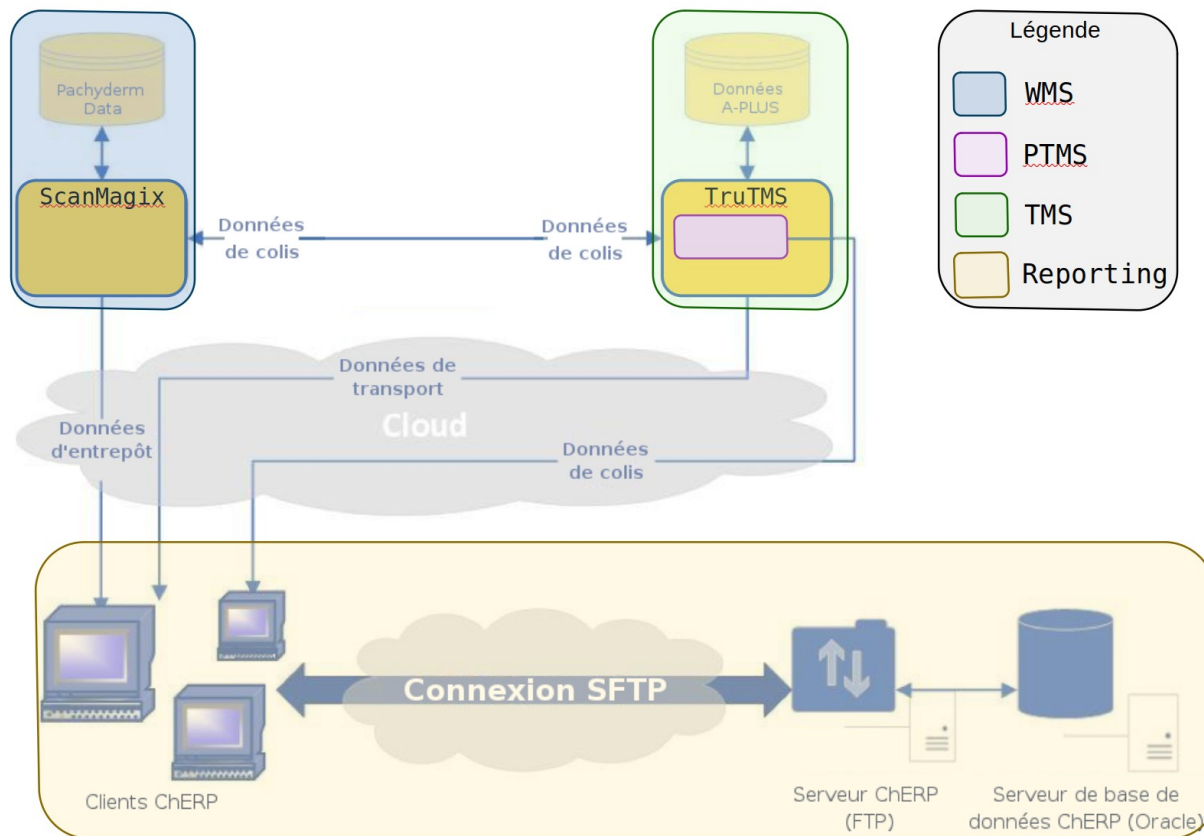 Pachyderm
Data
ScanMagix
Données
de colis
Données
de colis
Données
A-PLUS
TruTMS
Légende
WMS
PTMS
TMS
Reporting
Données de
transport
Cloud
Données
d'entrepôt
Données
de colis
Connexion SFTP
Clients ChERP
Serveur ChERP
(FTP)
Serveur de base de
données ChERP (Oracle)